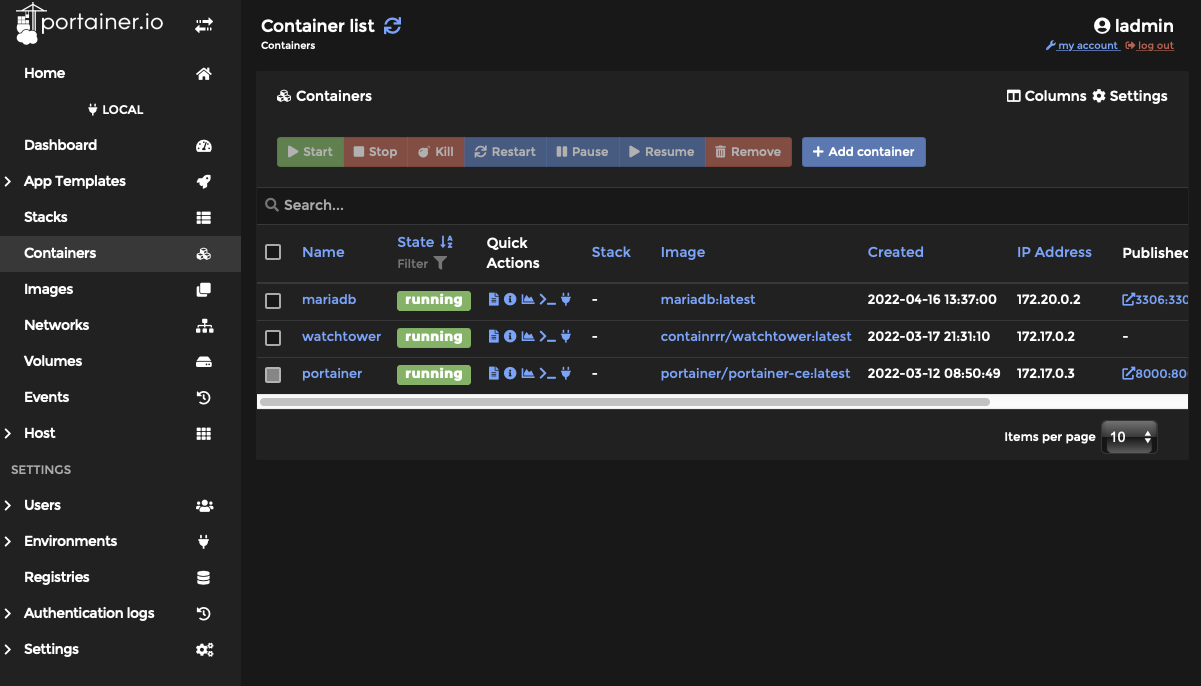 portainer.io
Home
LOCAL
Dashboard
App Templates
Stacks
Containers
Images
Networks
Volumes
Events
Host
SETTINGS
Users
Environments
Registries
Authentication logs
Settings
Container list
Containers
ladmin
my account log out
Containers
Columns Settings
Start Stop Kill Restart Pause Resume Remove Add container
Search...
Name State Filter Quick Actions Stack Image Created IP Address Published
mariadb running - mariadb:latest 2022-04-16 13:37:00 172.20.0.2 3306:330
watchtower running - containrrr/watchtower:latest 2022-03-17 21:31:10 172.17.0.2 -
portainer running - portainer/portainer-ce:latest 2022-03-12 08:50:49 172.17.0.3 8000:80
Items per page 10